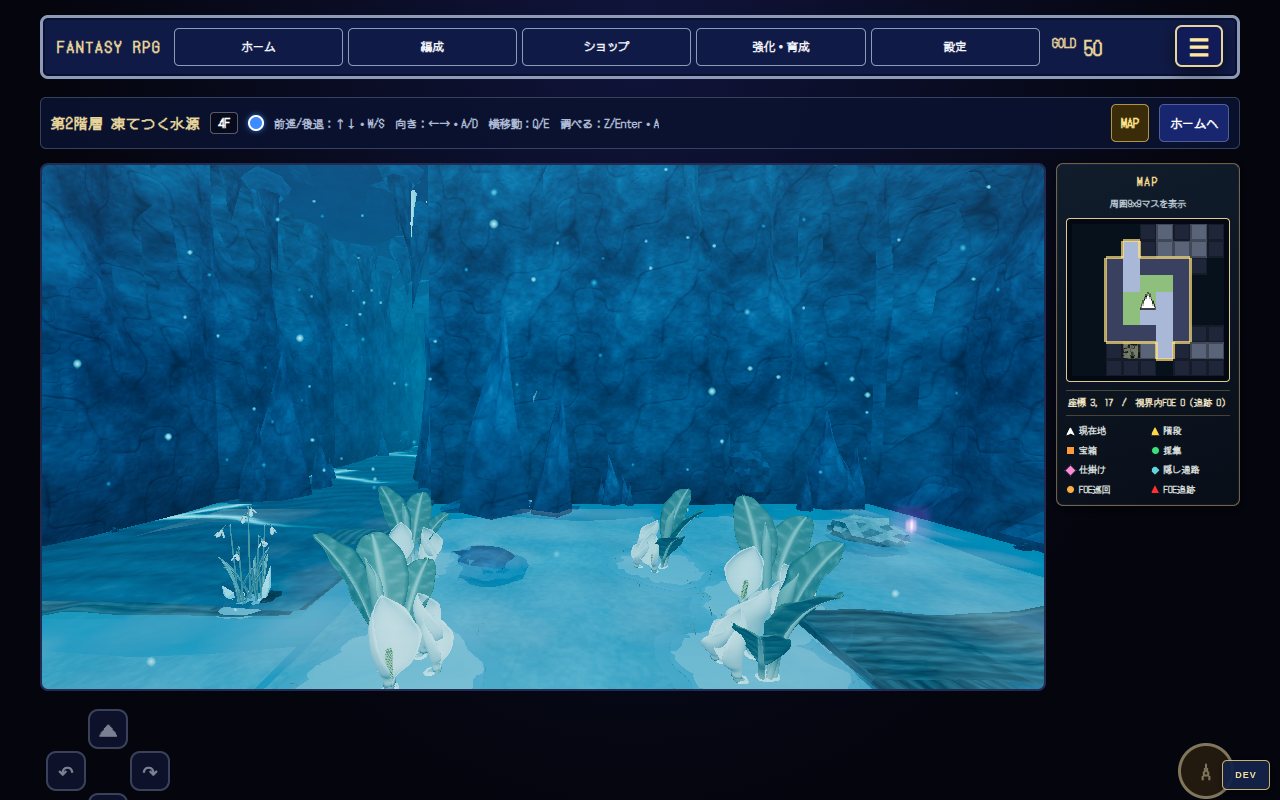 FANTASY RPG
ホーム
編成
ショップ
強化・育成
設定
GOLD 50
第2階層 凍てつく水源
4F
前進/後退：↑↓・W/S 向き：←→・A/D 横移動：Q/E 調べる：Z/Enter・A
MAP
ホームへ
MAP
周囲9x9マスを表示
座標 3, 17 / 視界内FOE 0（追跡 0）
現在地
階段
宝箱
採集
仕掛け
隠し通路
FOE巡回
FOE追跡
A
DEV